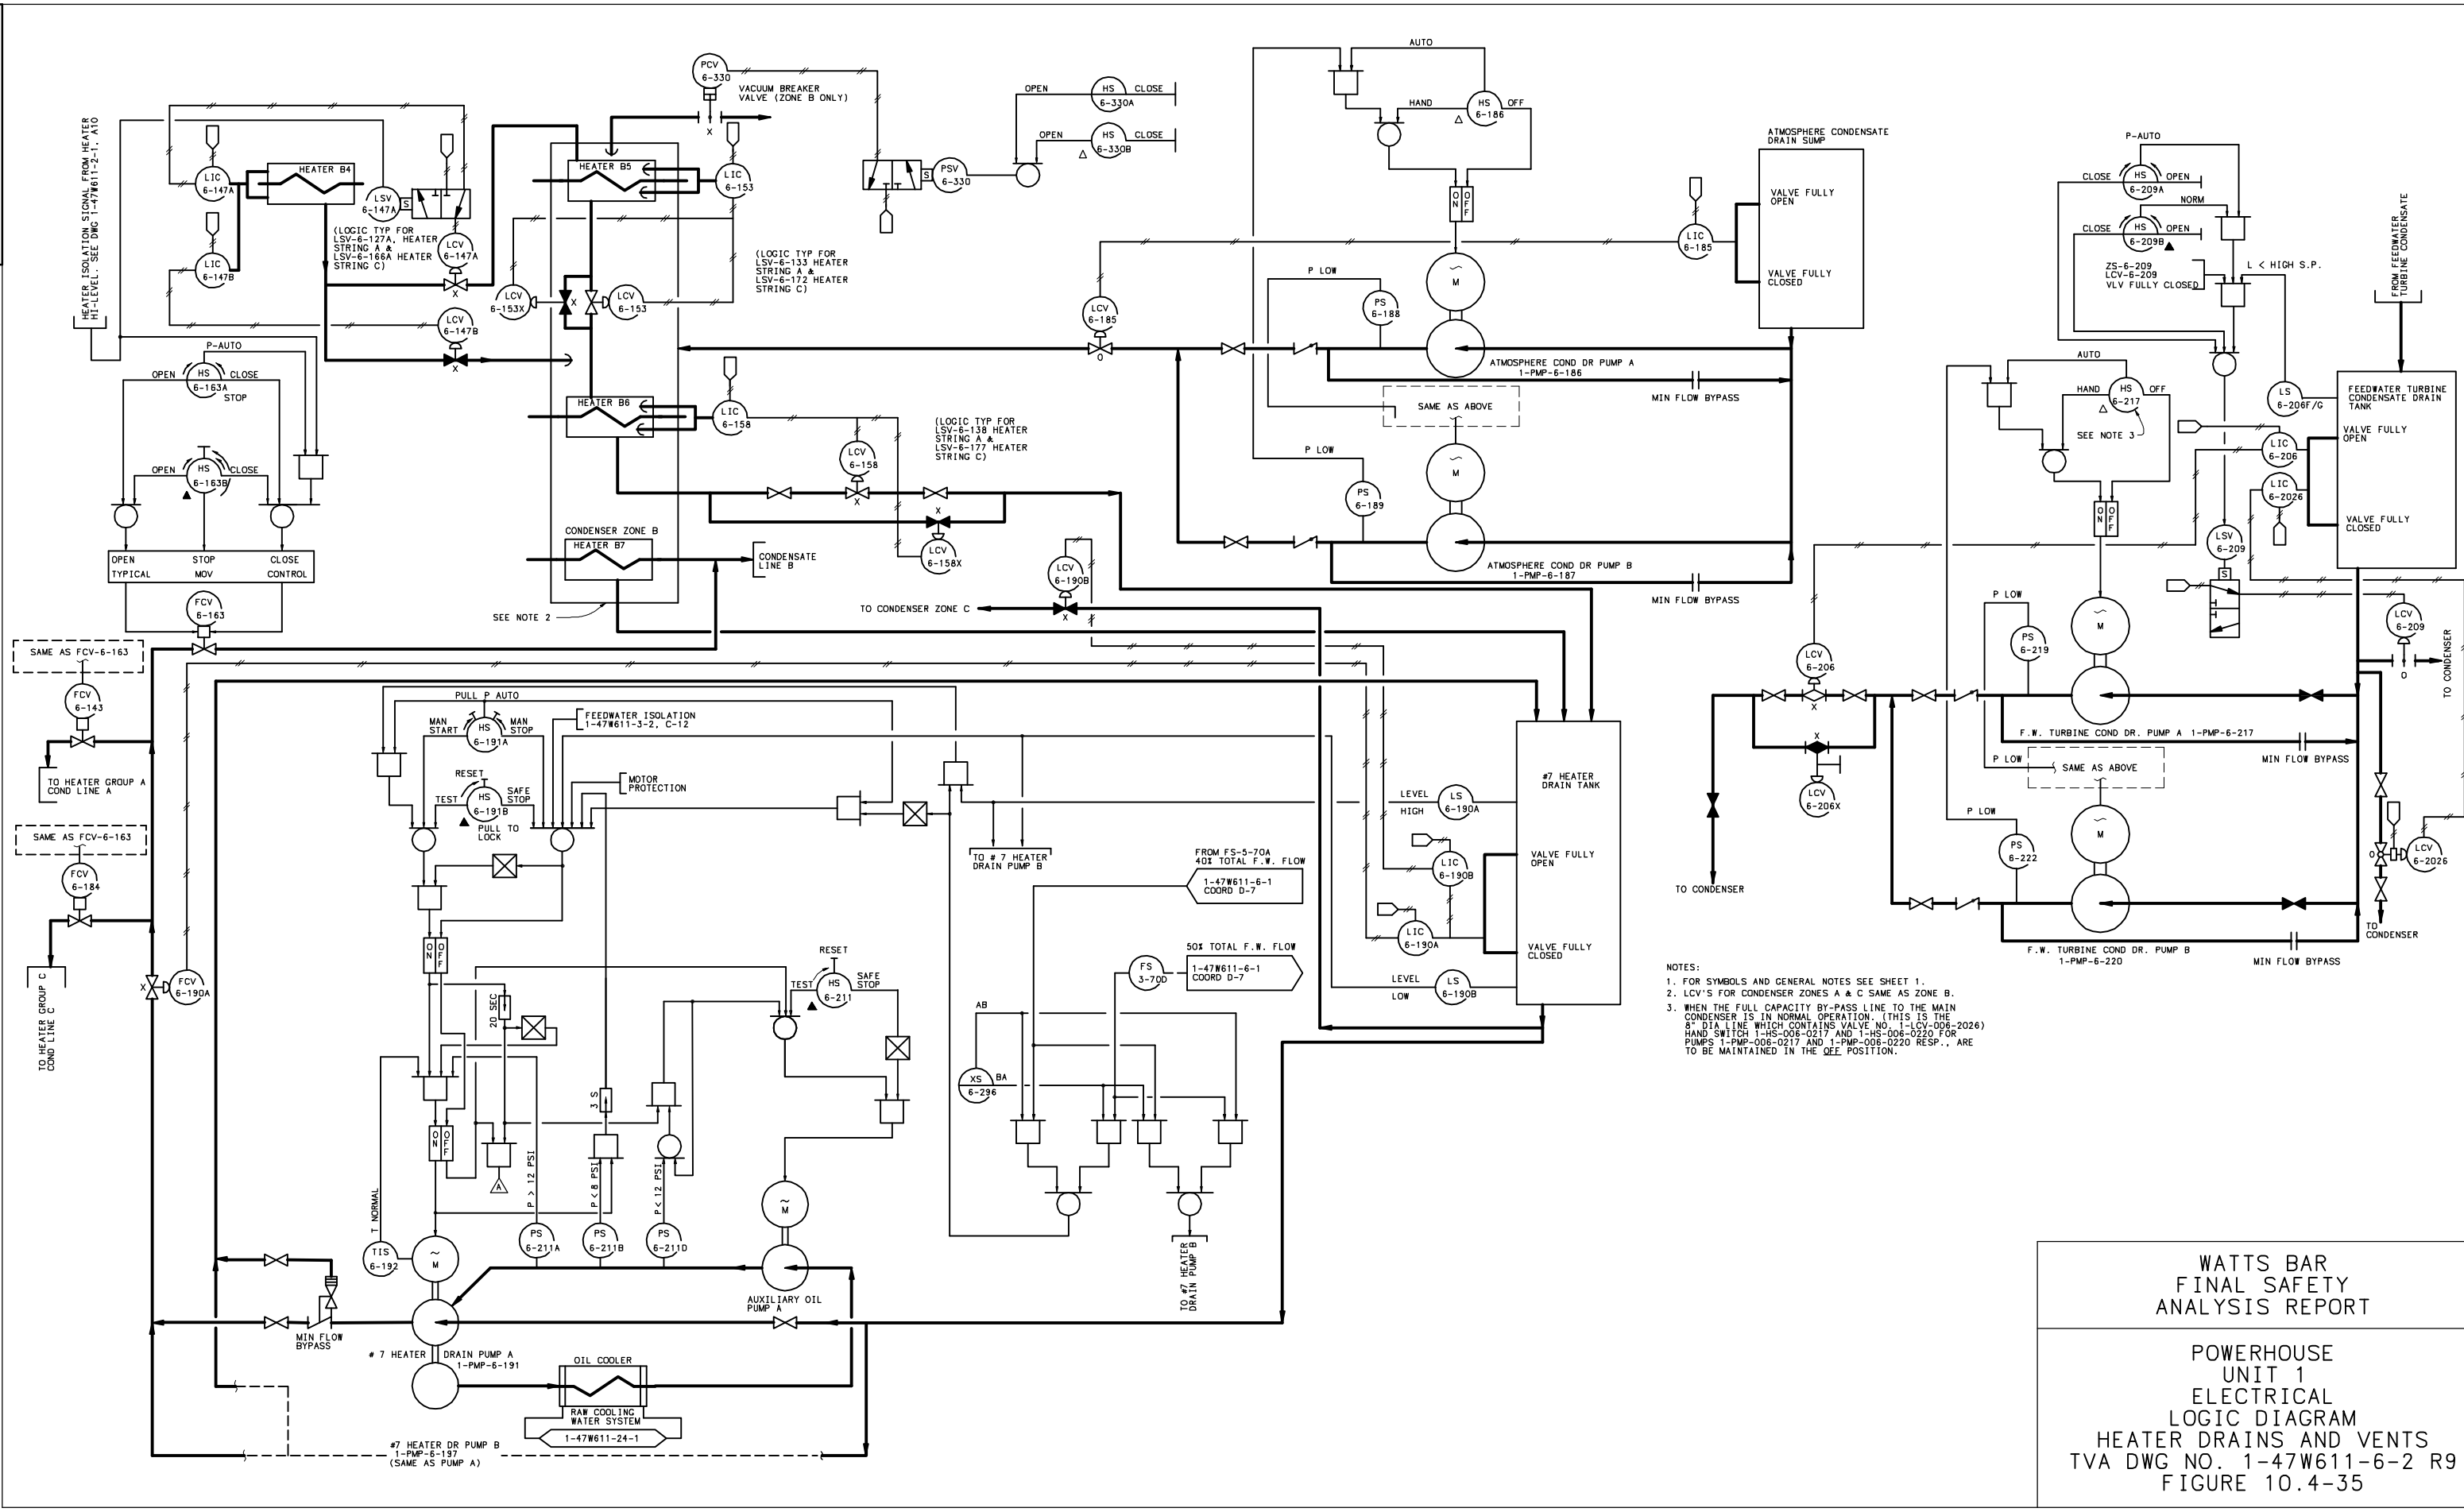 PCV
6-330
VACUUM BREAKER
VALVE (ZONE B ONLY)
OPEN
HS
6-330A
CLOSE
OPEN
HS
6-330B
CLOSE
S
PSV
6-330
AUTO
HAND
HS
6-186
OFF
ON
OFF
ATMOSPHERE CONDENSATE
DRAIN SUMP
VALVE FULLY
OPEN
VALVE FULLY
CLOSED
LIC
6-185
LCV
6-185
O
P LOW
PS
6-188
M
ATMOSPHERE COND DR PUMP A
1-PMP-6-186
MIN FLOW BYPASS
SAME AS ABOVE
P LOW
PS
6-189
M
ATMOSPHERE COND DR PUMP B
1-PMP-6-187
MIN FLOW BYPASS
HEATER ISOLATION SIGNAL FROM HEATER
HI-LEVEL. SEE DWG 1-47W611-2-1, A10
LIC
6-147A
LIC
6-147B
HEATER B4
LSV
6-147A
S
(LOGIC TYP FOR
LSV-6-127A, HEATER
STRING A &
LSV-6-166A HEATER
STRING C)
LCV
6-147A
X
LCV
6-147B
X
X
HEATER B5
LIC
6-153
LCV
6-153X
X
LCV
6-153
(LOGIC TYP FOR
LSV-6-133 HEATER
STRING A &
LSV-6-172 HEATER
STRING C)
HEATER B6
LIC
6-158
LCV
6-158
X
X
LCV
6-158X
(LOGIC TYP FOR
LSV-6-138 HEATER
STRING A &
LSV-6-177 HEATER
STRING C)
CONDENSER ZONE B
HEATER B7
CONDENSATE
LINE B
SEE NOTE 2
P-AUTO
OPEN
HS
6-163A
CLOSE
STOP
OPEN
HS
6-163B
CLOSE
OPEN
STOP
CLOSE
TYPICAL
MOV
CONTROL
FCV
6-163
SAME AS FCV-6-163
FCV
6-143
TO HEATER GROUP A
COND LINE A
SAME AS FCV-6-163
FCV
6-184
TO HEATER GROUP C
COND LINE C
X
FCV
6-190A
LCV
6-190B
X
TO CONDENSER ZONE C
PULL P AUTO
MAN
START
HS
6-191A
MAN
STOP
FEEDWATER ISOLATION
1-47W611-3-2, C-12
RESET
TEST
HS
6-191B
SAFE
STOP
PULL TO
LOCK
MOTOR
PROTECTION
ON
OFF
20 SEC
ON
OFF
A
T NORMAL
TIS
6-192
M
P > 12 PSI
PS
6-211A
P < 8 PSI
PS
6-211B
3 S
P < 12 PSI
PS
6-211D
RESET
TEST
HS
6-211
SAFE
STOP
M
AUXILIARY OIL
PUMP A
MIN FLOW
BYPASS
# 7 HEATER DRAIN PUMP A
1-PMP-6-191
OIL COOLER
RAW COOLING
WATER SYSTEM
1-47W611-24-1
#7 HEATER DR PUMP B
1-PMP-6-197
(SAME AS PUMP A)
TO # 7 HEATER
DRAIN PUMP B
FROM FS-5-70A
40% TOTAL F.W. FLOW
1-47W611-6-1
COORD D-7
FS
3-70D
50% TOTAL F.W. FLOW
1-47W611-6-1
COORD D-7
AB
XS
6-296
BA
TO #7 HEATER
DRAIN PUMP B
#7 HEATER
DRAIN TANK
LEVEL
HIGH
LS
6-190A
LIC
6-190B
VALVE FULLY
OPEN
LIC
6-190A
VALVE FULLY
CLOSED
LEVEL
LOW
LS
6-190B
P-AUTO
CLOSE
HS
6-209A
OPEN
NORM
CLOSE
HS
6-209B
OPEN
ZS-6-209
LCV-6-209
VLV FULLY CLOSED
L < HIGH S.P.
FROM FEEDWATER
TURBINE CONDENSATE
AUTO
HAND
HS
6-217
OFF
SEE NOTE 3
LS
6-206F/G
FEEDWATER TURBINE
CONDENSATE DRAIN
TANK
VALVE FULLY
OPEN
LIC
6-206
LIC
6-2026
VALVE FULLY
CLOSED
ON
OFF
LSV
6-209
S
LCV
6-209
O
TO CONDENSER
P LOW
PS
6-219
M
LCV
6-206
X
X
LCV
6-206X
TO CONDENSER
F.W. TURBINE COND DR. PUMP A 1-PMP-6-217
MIN FLOW BYPASS
P LOW
SAME AS ABOVE
P LOW
PS
6-222
M
F.W. TURBINE COND DR. PUMP B
1-PMP-6-220
MIN FLOW BYPASS
O
LCV
6-2026
TO
CONDENSER
NOTES:
1. FOR SYMBOLS AND GENERAL NOTES SEE SHEET 1.
2. LCV'S FOR CONDENSER ZONES A & C SAME AS ZONE B.
3. WHEN THE FULL CAPACITY BY-PASS LINE TO THE MAIN
CONDENSER IS IN NORMAL OPERATION. (THIS IS THE
8" DIA LINE WHICH CONTAINS VALVE NO. 1-LCV-006-2026)
HAND SWITCH 1-HS-006-0217 AND 1-HS-006-0220 FOR
PUMPS 1-PMP-006-0217 AND 1-PMP-006-0220 RESP., ARE
TO BE MAINTAINED IN THE OFF POSITION.
WATTS BAR
FINAL SAFETY
ANALYSIS REPORT
POWERHOUSE
UNIT 1
ELECTRICAL
LOGIC DIAGRAM
HEATER DRAINS AND VENTS
TVA DWG NO. 1-47W611-6-2 R9
FIGURE 10.4-35